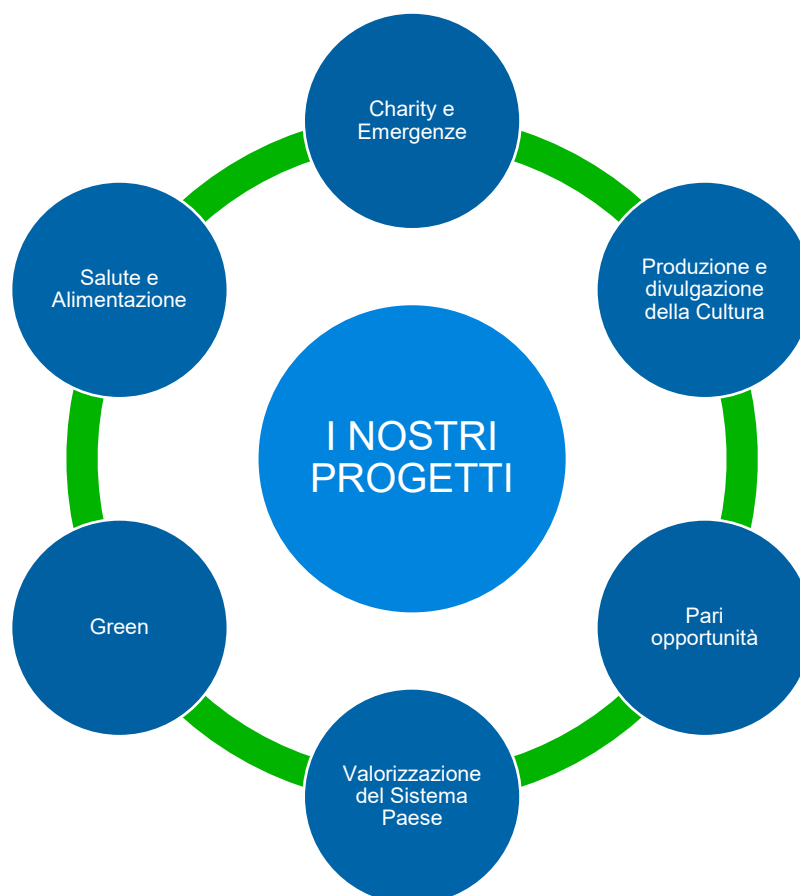 Charity e
Emergenze
Produzione e
divulgazione
della Cultura
Pari
opportunità
Valorizzazione
del Sistema
Paese
Green
Salute e
Alimentazione
I NOSTRI
PROGETTI